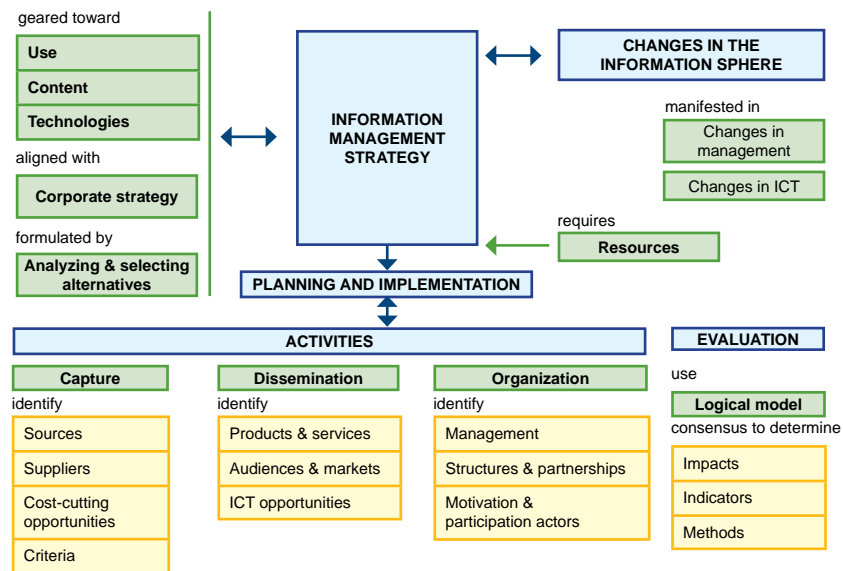 geared toward
Use
Content
Technologies
aligned with
Corporate strategy
formulated by
Analyzing & selecting
alternatives
INFORMATION
MANAGEMENT
STRATEGY
CHANGES IN THE
INFORMATION SPHERE
manifested in
Changes in
management
Changes in ICT
requires
Resources
PLANNING AND IMPLEMENTATION
ACTIVITIES
Capture
identify
Sources
Suppliers
Cost-cutting
opportunities
Criteria
Dissemination
identify
Products & services
Audiences & markets
ICT opportunities
Organization
identify
Management
Structures & partnerships
Motivation &
participation actors
EVALUATION
use
Logical model
consensus to determine
Impacts
Indicators
Methods